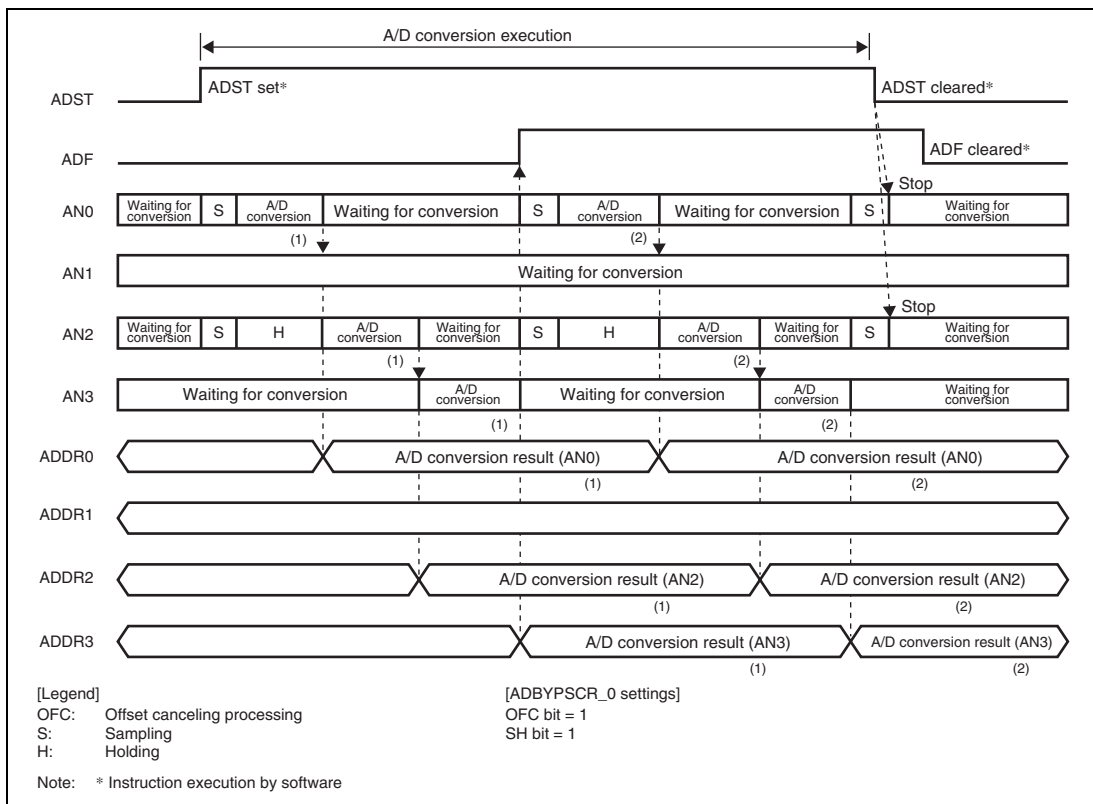 A/D conversion execution
ADST
ADST set*
ADST cleared*
ADF
ADF cleared*
Stop
AN0
Waiting for conversion
S
A/D conversion
Waiting for conversion
S
A/D conversion
Waiting for conversion
S
Waiting for conversion
(1)
(2)
AN1
Waiting for conversion
Stop
AN2
Waiting for conversion
S
H
A/D conversion
Waiting for conversion
S
H
A/D conversion
Waiting for conversion
S
Waiting for conversion
(1)
(2)
AN3
Waiting for conversion
A/D conversion
Waiting for conversion
A/D conversion
Waiting for conversion
(1)
(2)
ADDR0
A/D conversion result (AN0)
A/D conversion result (AN0)
(1)
(2)
ADDR1
ADDR2
A/D conversion result (AN2)
A/D conversion result (AN2)
(1)
(2)
ADDR3
A/D conversion result (AN3)
A/D conversion result (AN3)
(1)
(2)
[Legend]
OFC: Offset canceling processing
S: Sampling
H: Holding
[ADBYPSCR_0 settings]
OFC bit = 1
SH bit = 1
Note: * Instruction execution by software